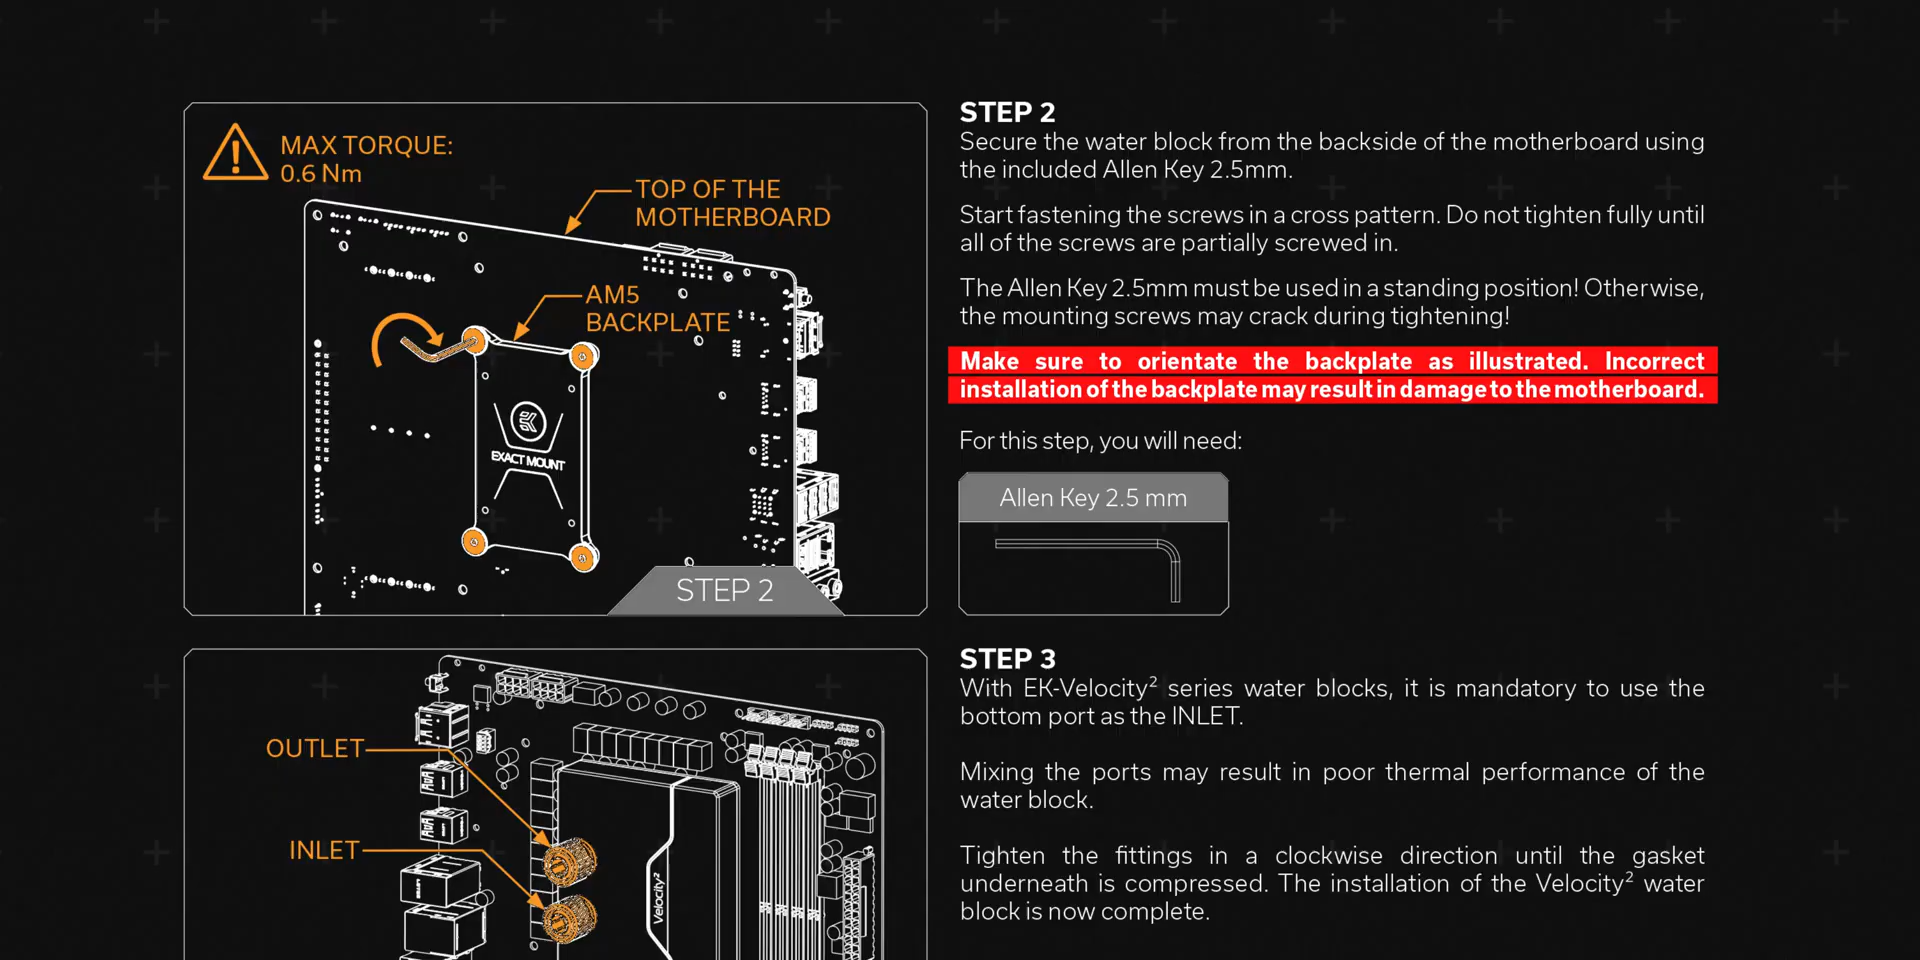 MAX TORQUE:
0.6 Nm
TOP OF THE
MOTHERBOARD
AM5
BACKPLATE
EXACT MOUNT
STEP 2
STEP 2
Secure the water block from the backside of the motherboard using
the included Allen Key 2.5mm.
Start fastening the screws in a cross pattern. Do not tighten fully until
all of the screws are partially screwed in.
The Allen Key 2.5mm must be used in a standing position! Otherwise,
the mounting screws may crack during tightening!
Make sure to orientate the backplate as illustrated. Incorrect
installation of the backplate may result in damage to the motherboard.
For this step, you will need:
Allen Key 2.5 mm
OUTLET
INLET
Velocity²
STEP 3
With EK-Velocity² series water blocks, it is mandatory to use the
bottom port as the INLET.
Mixing the ports may result in poor thermal performance of the
water block.
Tighten the fittings in a clockwise direction until the gasket
underneath is compressed. The installation of the Velocity² water
block is now complete.